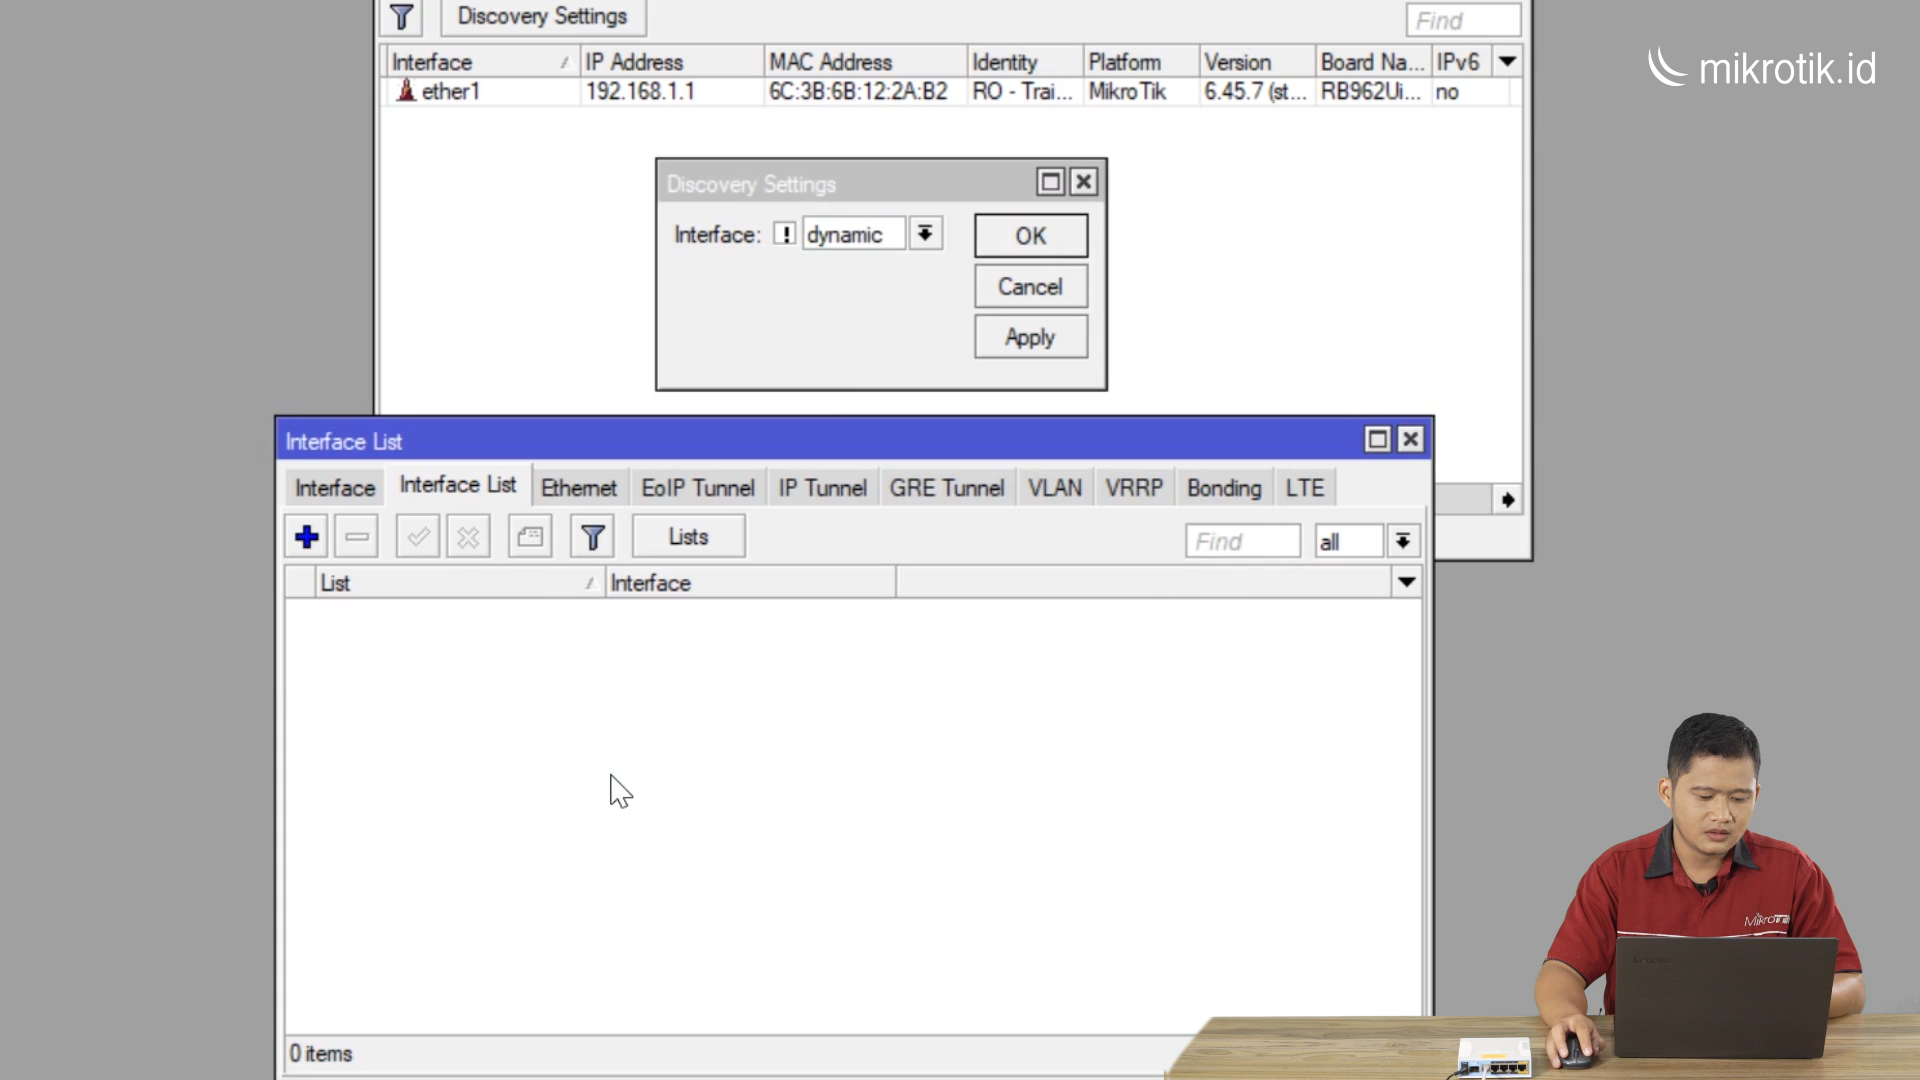 Discovery Settings
Find
Interface IP Address MAC Address Identity Platform Version Board Na... IPv6
ether1 192.168.1.1 6C:3B:6B:12:2A:B2 RO - Trai... MikroTik 6.45.7 (st... RB962Ui... no
mikrotik.id
Discovery Settings
Interface: ! dynamic
OK
Cancel
Apply
Interface List
Interface Interface List Ethernet EoIP Tunnel IP Tunnel GRE Tunnel VLAN VRRP Bonding LTE
Lists Find all
List Interface
0 items
MikroTik
Lenovo